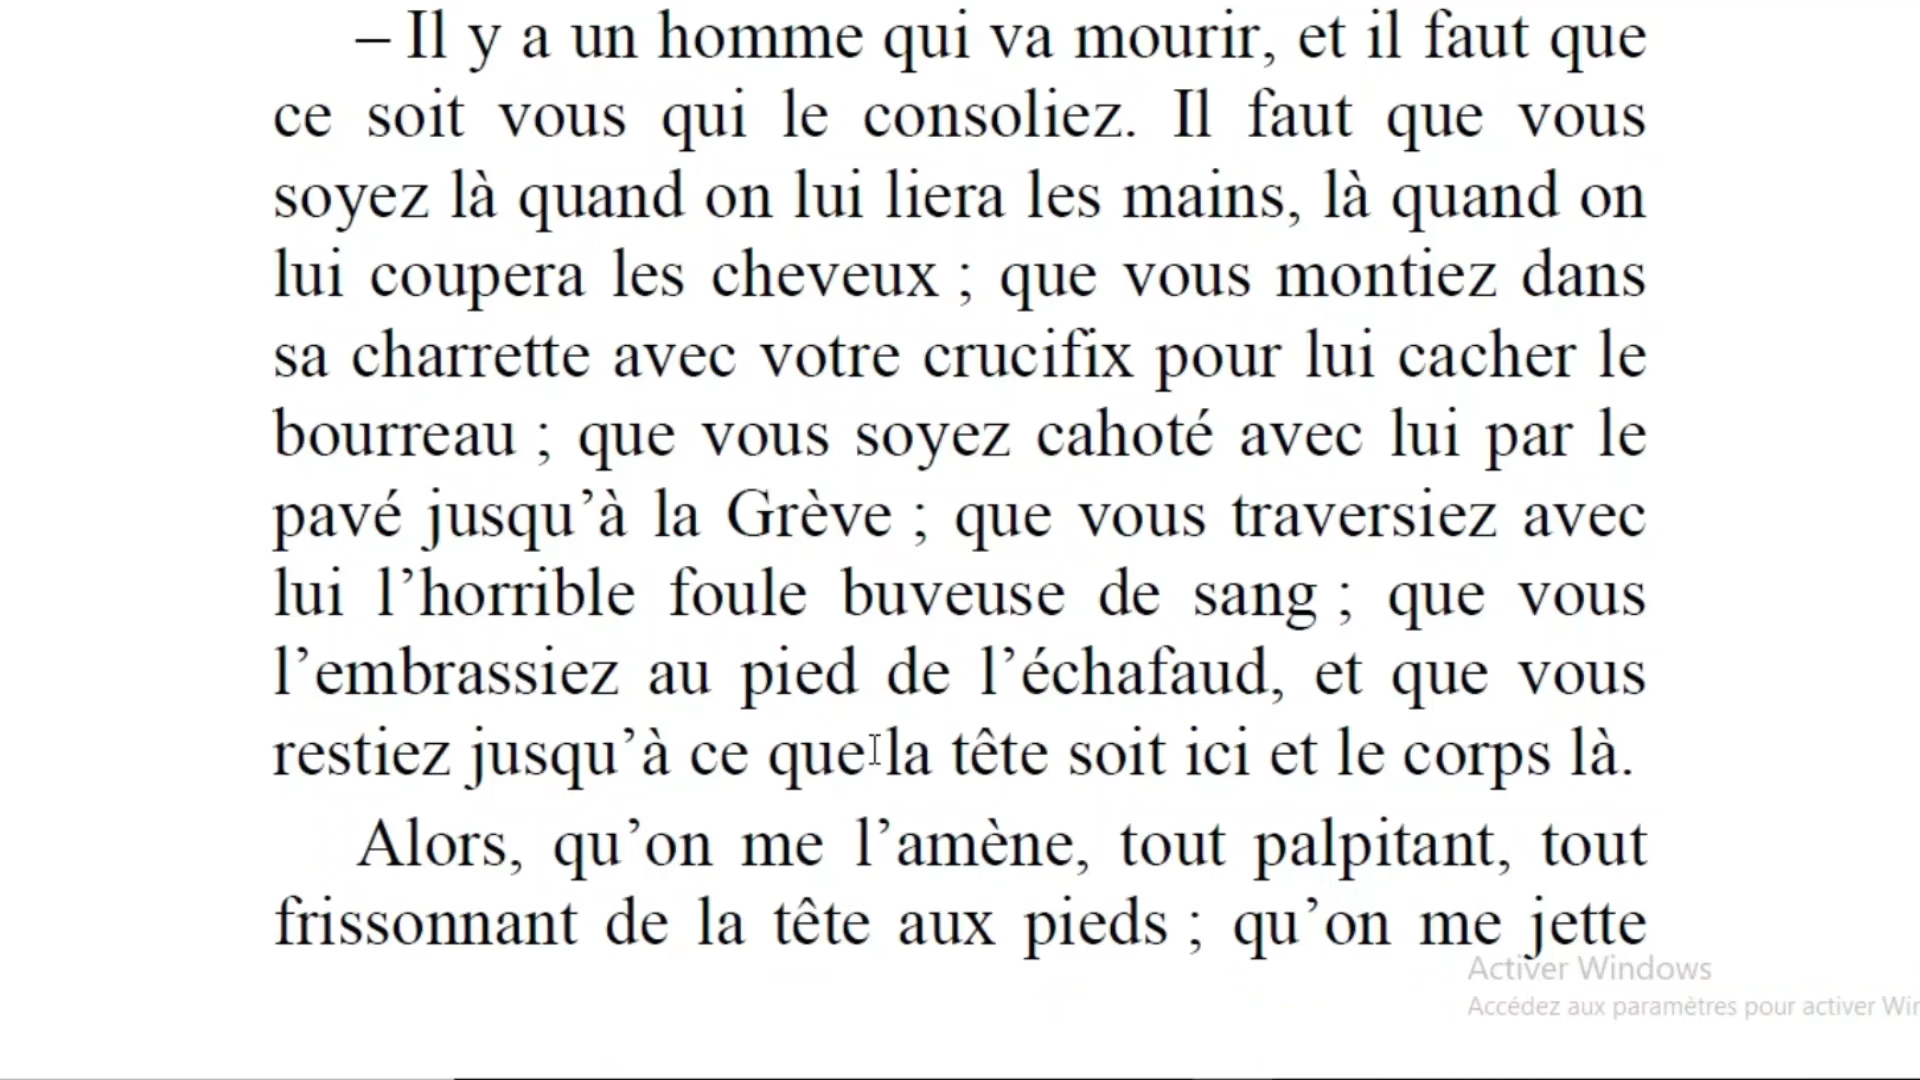 – Il y a un homme qui va mourir, et il faut que
ce soit vous qui le consoliez. Il faut que vous
soyez là quand on lui liera les mains, là quand on
lui coupera les cheveux ; que vous montiez dans
sa charrette avec votre crucifix pour lui cacher le
bourreau ; que vous soyez cahoté avec lui par le
pavé jusqu’à la Grève ; que vous traversiez avec
lui l’horrible foule buveuse de sang ; que vous
l’embrassiez au pied de l’échafaud, et que vous
restiez jusqu’à ce que la tête soit ici et le corps là.
Alors, qu’on me l’amène, tout palpitant, tout
frissonnant de la tête aux pieds ; qu’on me jette
Activer Windows
Accédez aux paramètres pour activer Win